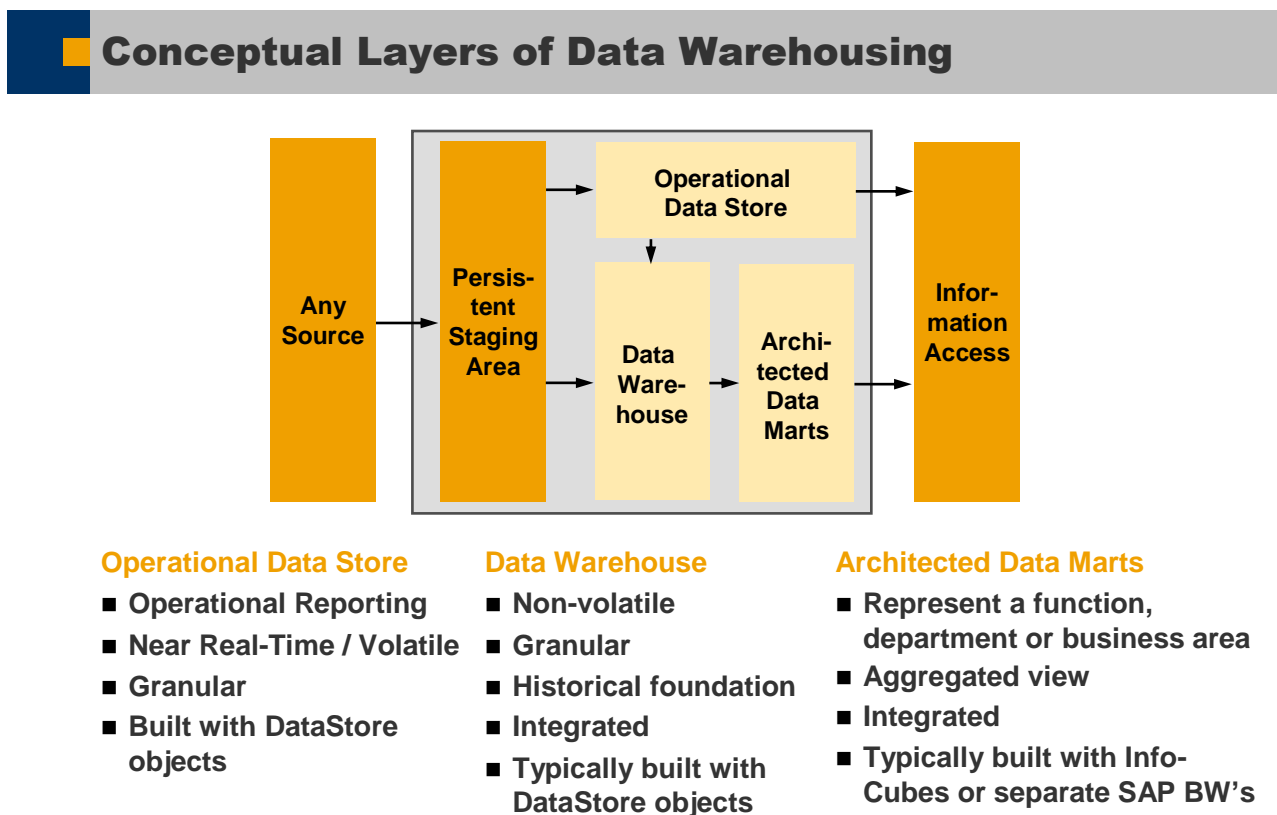 Conceptual Layers of Data Warehousing
Any
Source
Persis-
tent
Staging
Area
Operational
Data Store
Data
Ware-
house
Archi-
tected
Data
Marts
Infor-
mation
Access
Operational Data Store
■ Operational Reporting
■ Near Real-Time / Volatile
■ Granular
■ Built with DataStore
objects
Data Warehouse
■ Non-volatile
■ Granular
■ Historical foundation
■ Integrated
■ Typically built with
DataStore objects
Architected Data Marts
■ Represent a function,
department or business area
■ Aggregated view
■ Integrated
■ Typically built with Info-
Cubes or separate SAP BW's